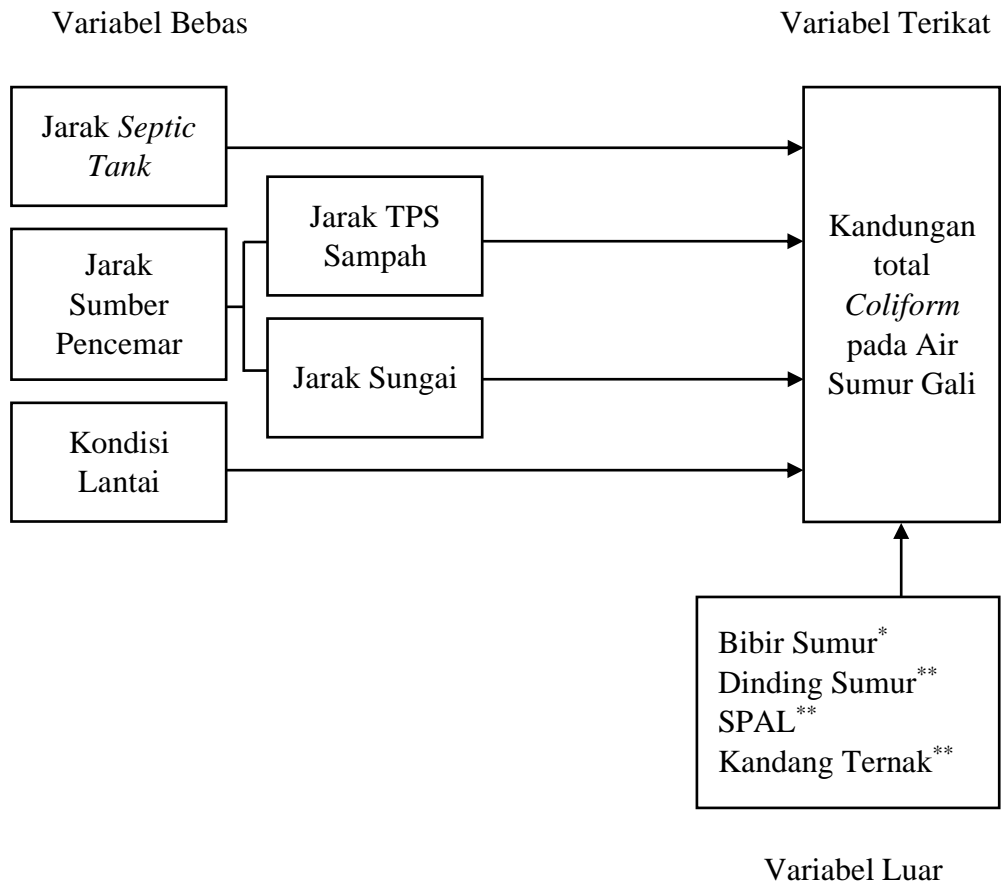 Variabel Bebas
Variabel Terikat
Jarak Septic
Tank
Jarak TPS
Sampah
Jarak
Sumber
Pencemar
Jarak Sungai
Kondisi
Lantai
Kandungan
total
Coliform
pada Air
Sumur Gali
Bibir Sumur*
Dinding Sumur**
SPAL**
Kandang Ternak**
Variabel Luar